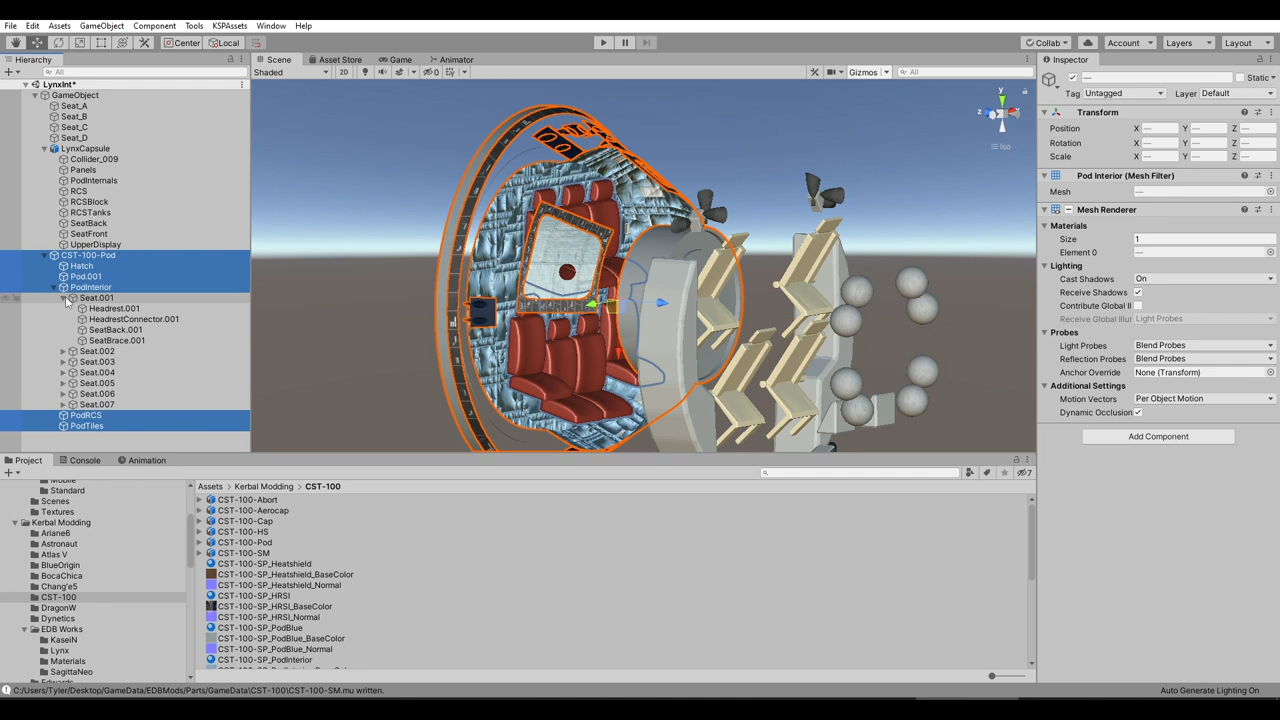 File Edit Assets GameObject Component Tools KSPAssets Window Help
Center Local Collab Account Layers Layout
Hierarchy Scene Asset Store Game Animator Inspector
All Shaded 2D 0 Gizmos All — Static
LynxInt* Tag Untagged Layer Default
GameObject
Seat_A
Seat_B
Seat_C
Seat_D
LynxCapsule
Collider_009
Panels
PodInternals
RCS
RCSBlock
RCSTanks
SeatBack
SeatFront
UpperDisplay
CST-100-Pod
Hatch
Pod.001
PodInterior
Seat.001
Headrest.001
HeadrestConnector.001
SeatBack.001
SeatBrace.001
Seat.002
Seat.003
Seat.004
Seat.005
Seat.006
Seat.007
PodRCS
PodTiles
y
z
Iso
Transform
Position X — Y — Z —
Rotation X — Y — Z —
Scale X — Y — Z —
Pod Interior (Mesh Filter)
Mesh —
Mesh Renderer
Materials
Size 1
Element 0 —
Lighting
Cast Shadows On
Receive Shadows
Contribute Global Il
Receive Global Illur Light Probes
Probes
Light Probes Blend Probes
Reflection Probes Blend Probes
Anchor Override None (Transform)
Additional Settings
Motion Vectors Per Object Motion
Dynamic Occlusion
Add Component
Project Console Animation
7
Mobile
Standard
Scenes
Textures
Kerbal Modding
Ariane6
Astronaut
Atlas V
BlueOrigin
BocaChica
Chang'e5
CST-100
DragonW
Dynetics
EDB Works
KaseiN
Lynx
Materials
SagittaNeo
Edwards
Assets Kerbal Modding CST-100
CST-100-Abort
CST-100-Aerocap
CST-100-Cap
CST-100-HS
CST-100-Pod
CST-100-SM
CST-100-SP_Heatshield
CST-100-SP_Heatshield_BaseColor
CST-100-SP_Heatshield_Normal
CST-100-SP_HRSI
CST-100-SP_HRSI_BaseColor
CST-100-SP_HRSI_Normal
CST-100-SP_PodBlue
CST-100-SP_PodBlue_BaseColor
CST-100-SP_PodBlue_Normal
CST-100-SP_PodInterior
C:/Users/Tyler/Desktop/GameData/EDBMods/Parts/GameData\CST-100\CST-100-SM.mu written.
Auto Generate Lighting On